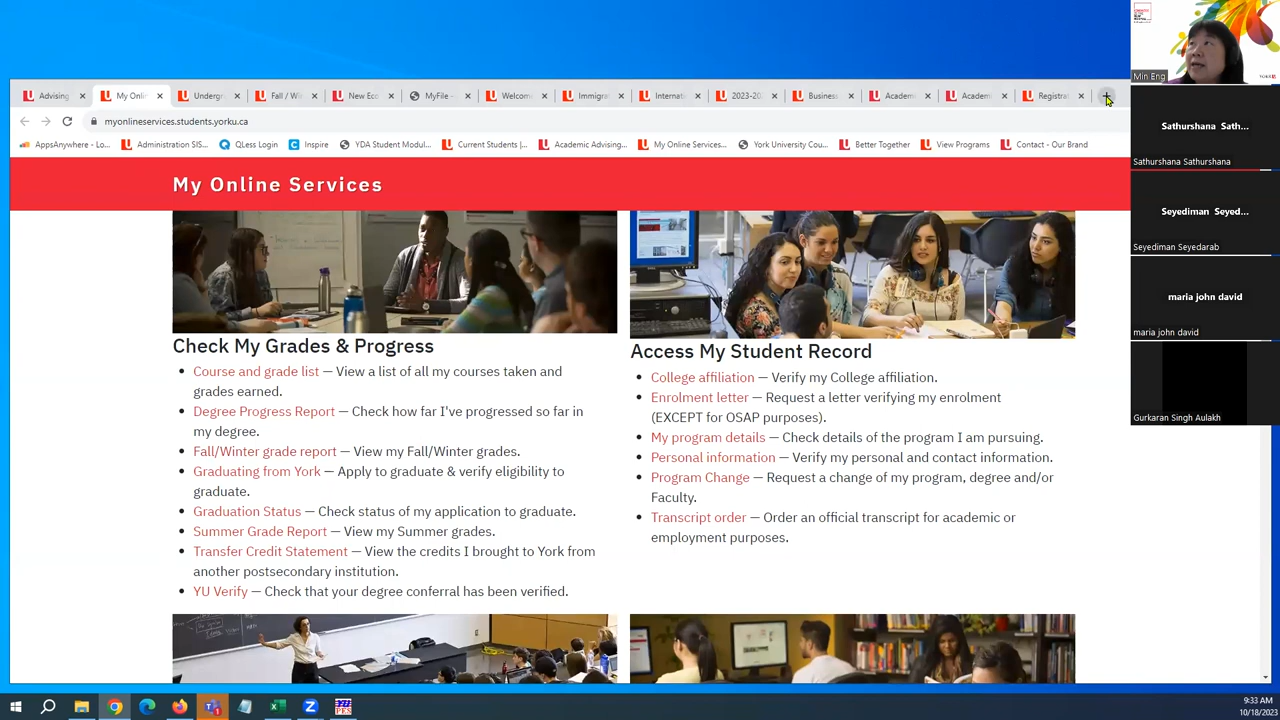 Advising
My Onli
Underg
Fall / Wi
New Eco
MyFile -
Welcom
Immigra
Internati
2023-20
Business
Academ
Academ
Registra
myonlineservices.students.yorku.ca
AppsAnywhere - Lo...
Administration SIS...
QLess Login
Inspire
YDA Student Modul...
Current Students |...
Academic Advising...
My Online Services...
York University Cou...
Better Together
View Programs
Contact - Our Brand
My Online Services
Check My Grades & Progress
Course and grade list — View a list of all my courses taken and
grades earned.
Degree Progress Report — Check how far I've progressed so far in
my degree.
Fall/Winter grade report — View my Fall/Winter grades.
Graduating from York — Apply to graduate & verify eligibility to
graduate.
Graduation Status — Check status of my application to graduate.
Summer Grade Report — View my Summer grades.
Transfer Credit Statement — View the credits I brought to York from
another postsecondary institution.
YU Verify — Check that your degree conferral has been verified.
Access My Student Record
College affiliation — Verify my College affiliation.
Enrolment letter — Request a letter verifying my enrolment
(EXCEPT for OSAP purposes).
My program details — Check details of the program I am pursuing.
Personal information — Verify my personal and contact information.
Program Change — Request a change of my program, degree and/or
Faculty.
Transcript order — Order an official transcript for academic or
employment purposes.
Min Eng
Sathurshana Sath...
Sathurshana Sathurshana
Seyediman Seyed...
Seyediman Seyedarab
maria john david
maria john david
Gurkaran Singh Aulakh
9:33 AM
10/18/2023